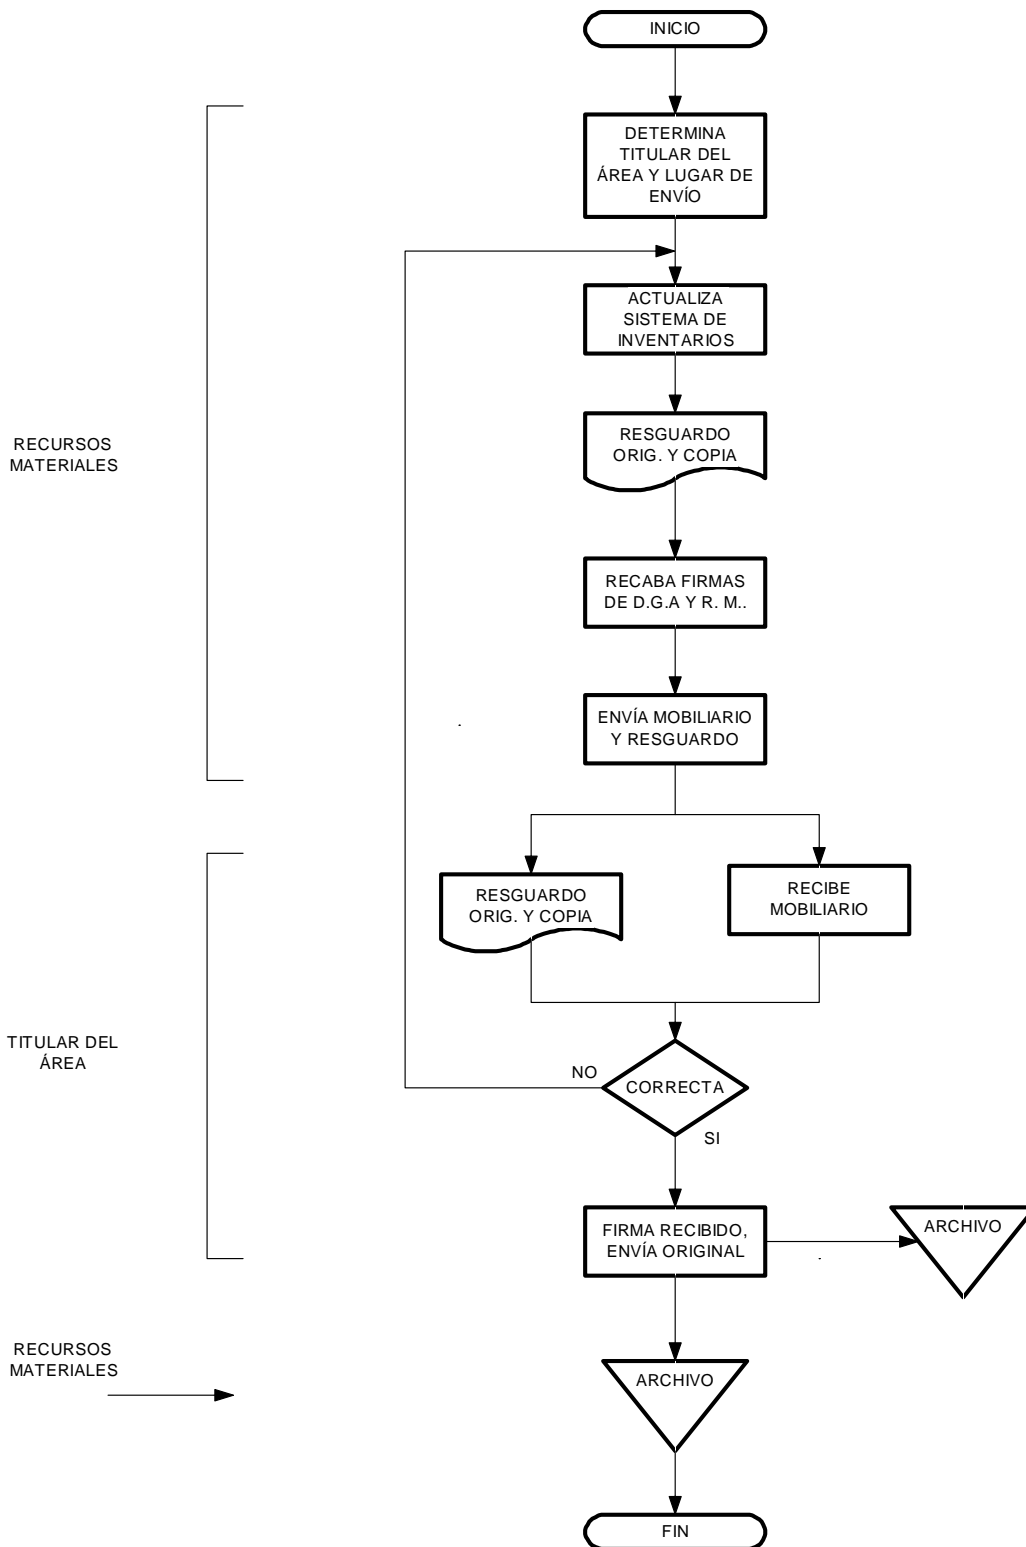 INICIO
DETERMINA
TITULAR DEL
ÁREA Y LUGAR DE
ENVÍO
ACTUALIZA
SISTEMA DE
INVENTARIOS
RESGUARDO
ORIG. Y COPIA
RECURSOS
MATERIALES
RECABA FIRMAS
DE D.G.A Y R. M..
ENVÍA MOBILIARIO
Y RESGUARDO
RESGUARDO
ORIG. Y COPIA
RECIBE
MOBILIARIO
TITULAR DEL
ÁREA
NO
CORRECTA
SI
FIRMA RECIBIDO,
ENVÍA ORIGINAL
ARCHIVO
RECURSOS
MATERIALES
ARCHIVO
FIN